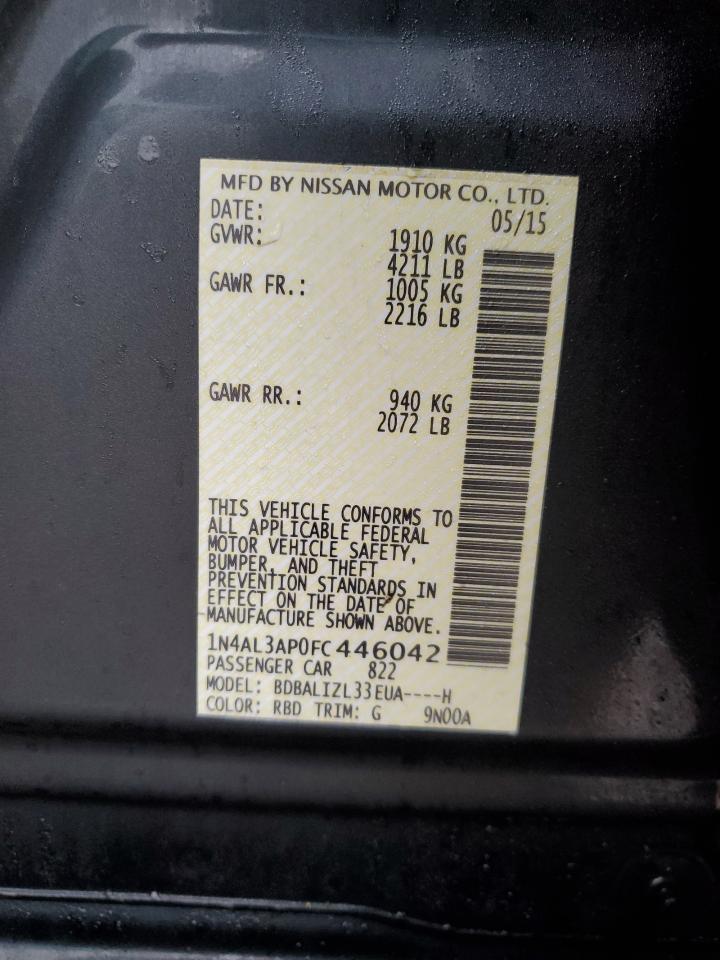 MFD BY NISSAN MOTOR CO., LTD.
DATE: 05/15
GVWR: 1910 KG
4211 LB
GAWR FR.: 1005 KG
2216 LB
GAWR RR.: 940 KG
2072 LB
THIS VEHICLE CONFORMS TO
ALL APPLICABLE FEDERAL
MOTOR VEHICLE SAFETY,
BUMPER, AND THEFT
PREVENTION STANDARDS IN
EFFECT ON THE DATE OF
MANUFACTURE SHOWN ABOVE.
1N4AL3AP0FC446042
PASSENGER CAR 822
MODEL: BDBALIZL33EUA----H
COLOR: RBD TRIM: G 9N00A